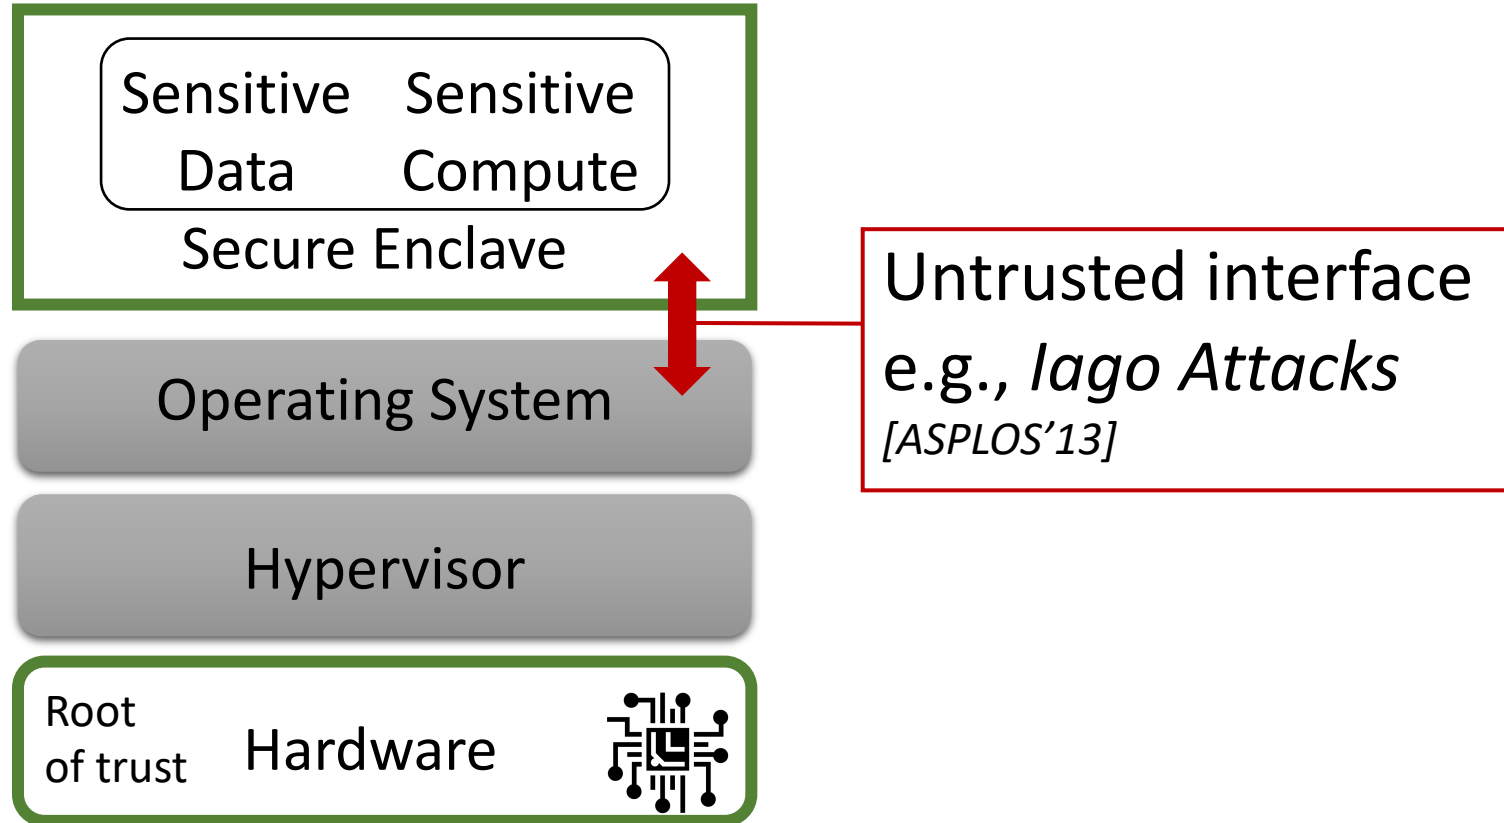 Sensitive Sensitive
Data Compute
Secure Enclave
Untrusted interface
e.g., Iago Attacks
[ASPLOS’13]
Operating System
Hypervisor
Root
of trust
Hardware